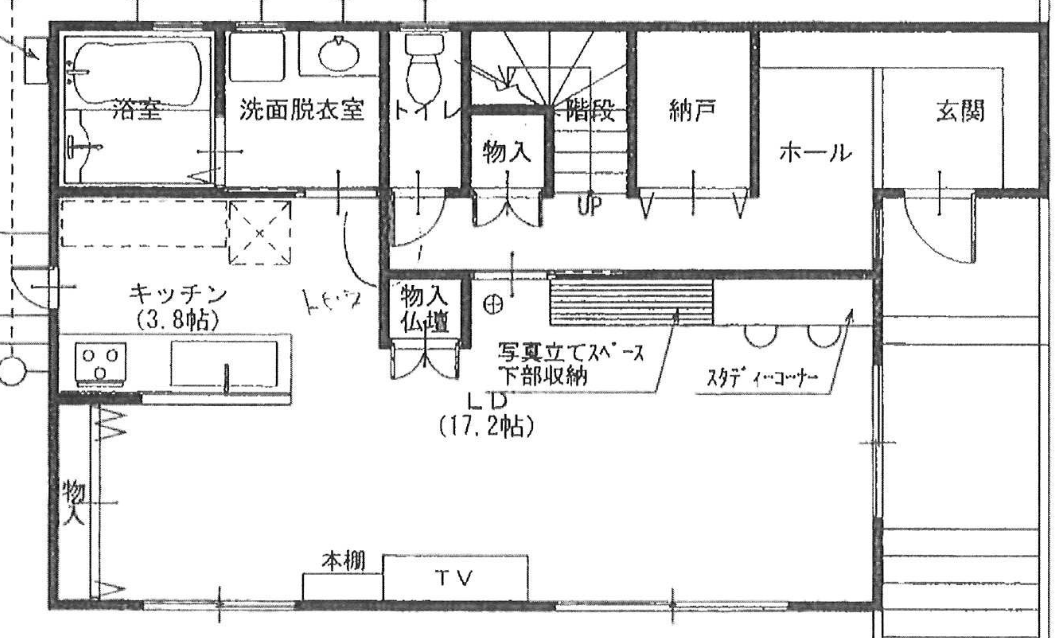 浴室
洗面脱衣室
トイレ
階段
納戸
玄関
物入
ホール
UP
キッチン
(3.8帖)
物入
仏壇
写真立てスペース
下部収納
スタディーコーナー
LD
(17.2帖)
物入
本棚
TV